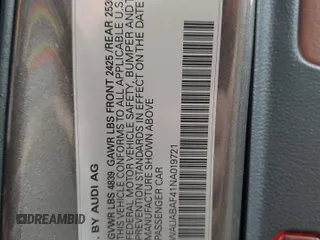 . BY AUDI AG
GVWR LBS 4839 GAWR LBS FRONT 2425 /REAR 253
THIS VEHICLE CONFORMS TO ALL APPLICABLE U.S
FEDERAL MOTOR VEHICLE SAFETY, BUMPER AND T
PREVENTION STANDARDS IN EFFECT ON THE DATE
MANUFACTURE SHOWN ABOVE
PASSENGER CAR
WAUABAF41NA019721
DREAMBID